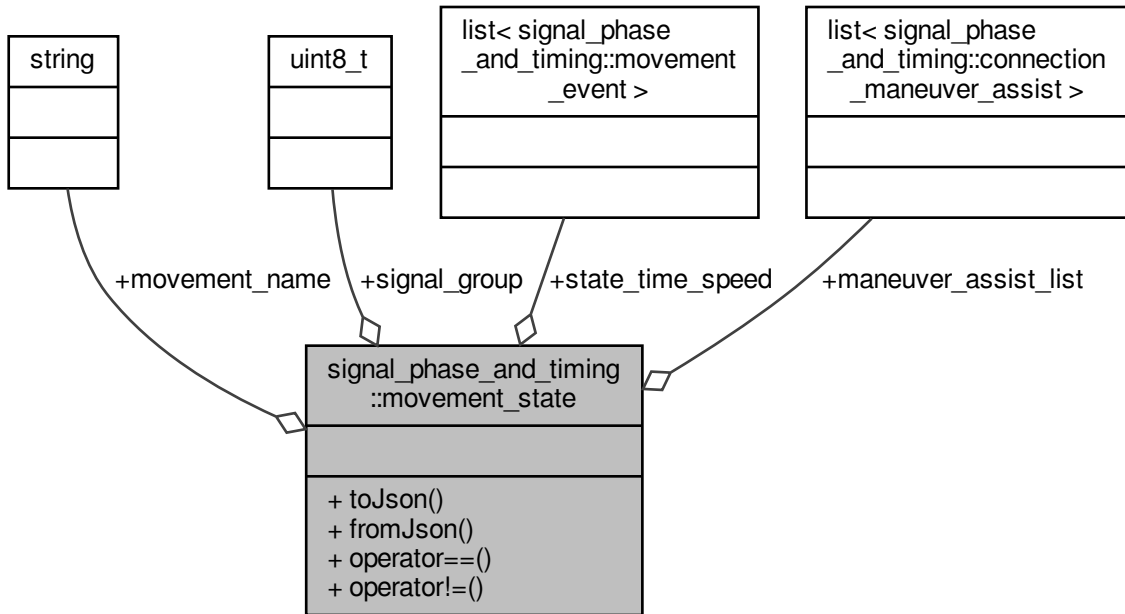 string
uint8_t
list< signal_phase
_and_timing::movement
_event >
list< signal_phase
_and_timing::connection
_maneuver_assist >
+movement_name
+signal_group
+state_time_speed
+maneuver_assist_list
signal_phase_and_timing
::movement_state
+ toJson()
+ fromJson()
+ operator==()
+ operator!=()